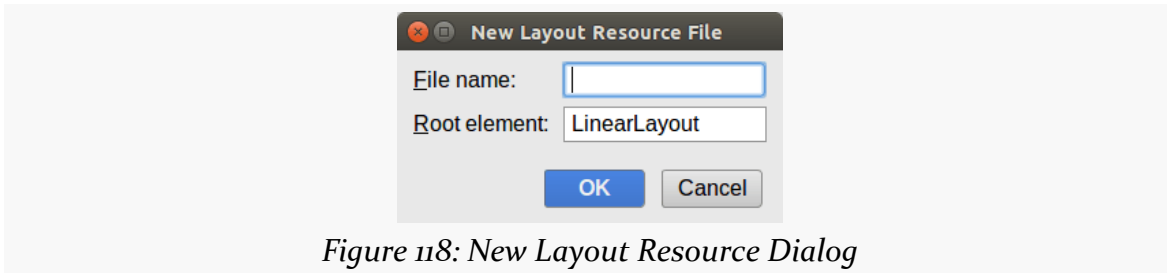 New Layout Resource File
File name:
Root element: LinearLayout
OK Cancel
Figure 118: New Layout Resource Dialog